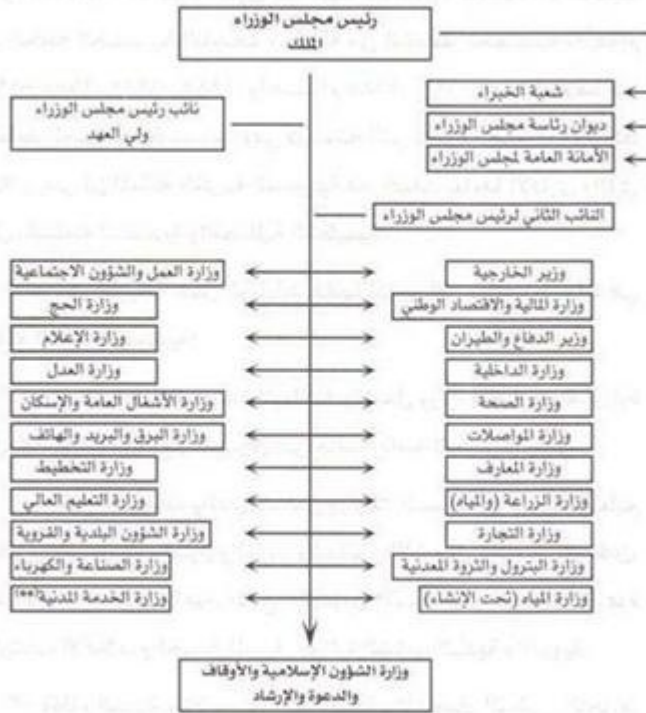 رئيس مجلس الوزراء
الملك
شعبة الخبراء
نائب رئيس مجلس الوزراء
ولي العهد
ديوان رئاسة مجلس الوزراء
الأمانة العامة لمجلس الوزراء
النائب الثاني لرئيس مجلس الوزراء
وزير الخارجية
وزارة العمل والشؤون الاجتماعية
وزارة المالية والاقتصاد الوطني
وزارة الحج
وزير الدفاع والطيران
وزارة الإعلام
وزارة الداخلية
وزارة العدل
وزارة الصحة
وزارة الأشغال العامة والإسكان
وزارة المواصلات
وزارة البرق والبريد والهاتف
وزارة المعارف
وزارة التخطيط
وزارة الزراعة (والمياه)
وزارة التعليم العالي
وزارة التجارة
وزارة الشؤون البلدية والقروية
وزارة البترول والثروة المعدنية
وزارة الصناعة والكهرباء
وزارة المياه (تحت الإنشاء)
وزارة الخدمة المدنية(**)
وزارة الشؤون الإسلامية والأوقاف
والدعوة والإرشاد